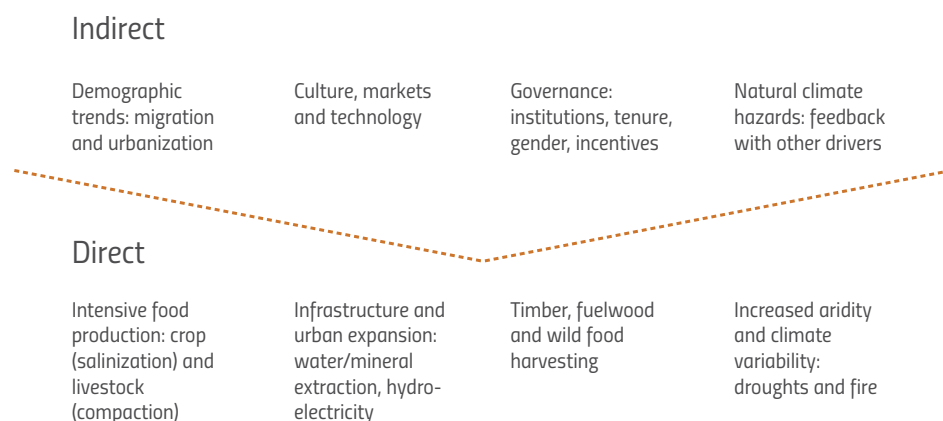 Indirect
Demographic
trends: migration
and urbanization
Culture, markets
and technology
Governance:
institutions, tenure,
gender, incentives
Natural climate
hazards: feedback
with other drivers
Direct
Intensive food
production: crop
(salinization) and
livestock
(compaction)
Infrastructure and
urban expansion:
water/mineral
extraction, hydro-
electricity
Timber, fuelwood
and wild food
harvesting
Increased aridity
and climate
variability:
droughts and fire